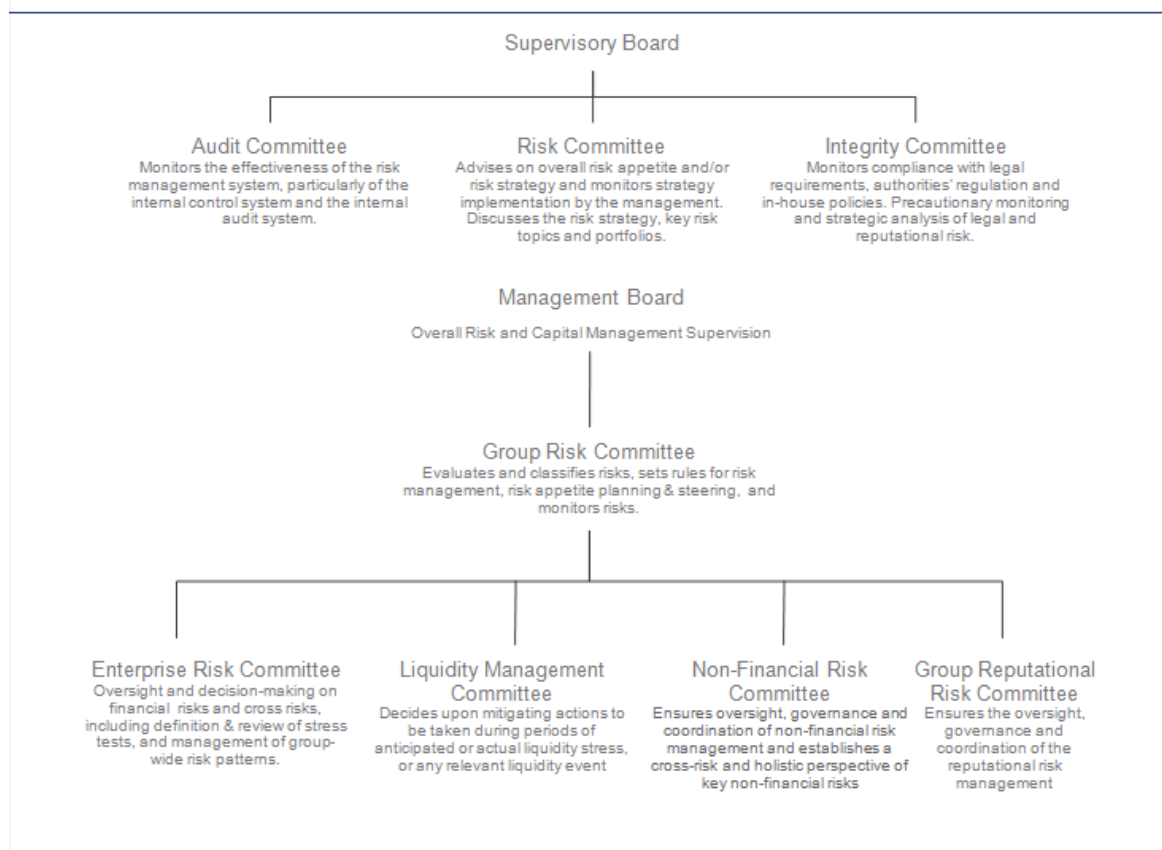 Supervisory Board
Audit Committee
Monitors the effectiveness of the risk
management system, particularly of the
internal control system and the internal
audit system.
Risk Committee
Advises on overall risk appetite and/or
risk strategy and monitors strategy
implementation by the management.
Discusses the risk strategy, key risk
topics and portfolios.
Integrity Committee
Monitors compliance with legal
requirements, authorities' regulation and
in-house policies. Precautionary monitoring
and strategic analysis of legal and
reputational risk.
Management Board
Overall Risk and Capital Management Supervision
Group Risk Committee
Evaluates and classifies risks, sets rules for risk
management, risk appetite planning & steering, and
monitors risks.
Enterprise Risk Committee
Oversight and decision-making on
financial risks and cross risks,
including definition & review of stress
tests, and management of group-
wide risk patterns.
Liquidity Management
Committee
Decides upon mitigating actions to
be taken during periods of
anticipated or actual liquidity stress,
or any relevant liquidity event
Non-Financial Risk
Committee
Ensures oversight, governance and
coordination of non-financial risk
management and establishes a
cross-risk and holistic perspective of
key non-financial risks
Group Reputational
Risk Committee
Ensures the oversight,
governance and
coordination of the
reputational risk
management